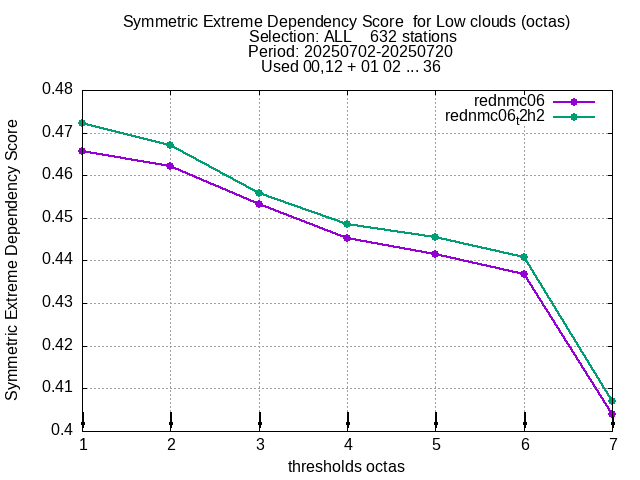 Symmetric Extreme Dependency Score  for Low clouds (octas)
Selection: ALL    632 stations
Period: 20250702-20250720
Used 00,12 + 01 02 ... 36
rednmc06
rednmc06t2h2
Symmetric Extreme Dependency Score
0.48
0.47
0.46
0.45
0.44
0.43
0.42
0.41
0.4
1 2 3 4 5 6 7
thresholds octas